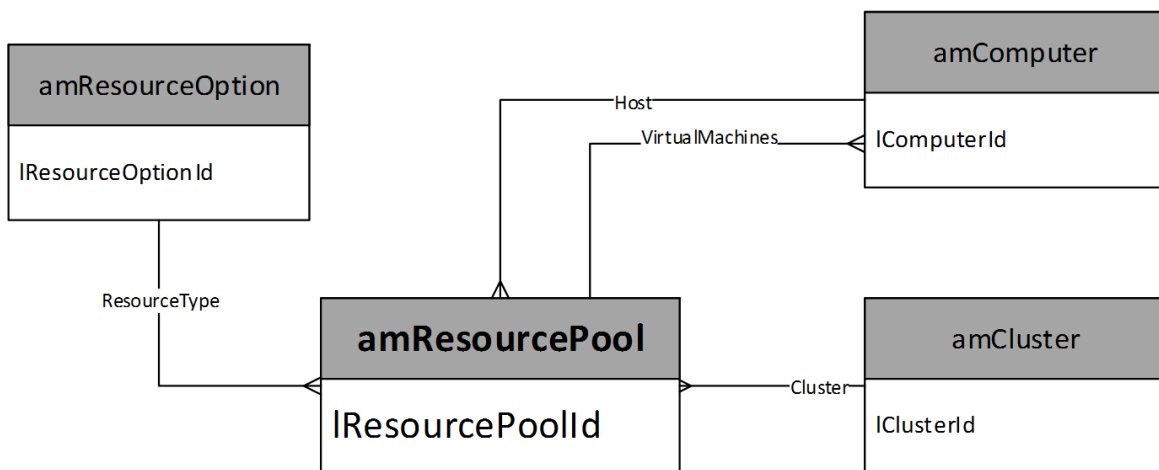 amResourceOption
lResourceOptionId
amComputer
lComputerId
Host
VirtualMachines
ResourceType
amResourcePool
lResourcePoolId
Cluster
amCluster
lClusterId